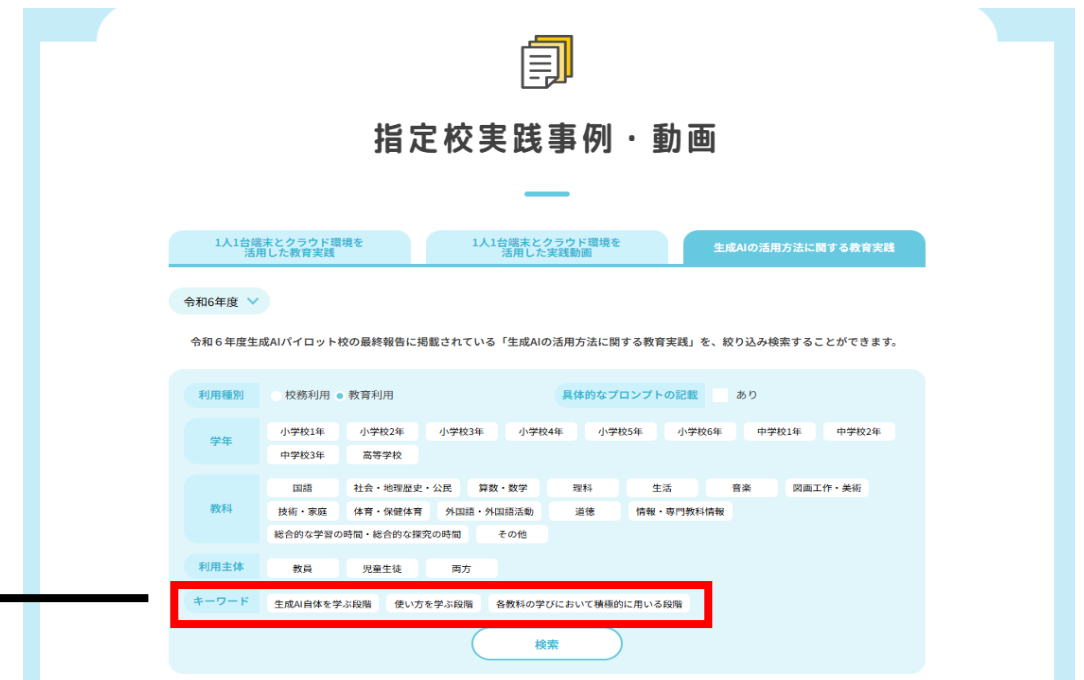 指定校実践事例・動画
1人1台端末とクラウド環境を
活用した教育実践
1人1台端末とクラウド環境を
活用した実践動画
生成AIの活用方法に関する教育実践
令和6年度
令和６年度生成AIパイロット校の最終報告に掲載されている「生成AIの活用方法に関する教育実践」を、絞り込み検索することができます。
利用種別 校務利用 教育利用 具体的なプロンプトの記載 あり
学年 小学校1年 小学校2年 小学校3年 小学校4年 小学校5年 小学校6年 中学校1年 中学校2年
中学校3年 高等学校
教科 国語 社会・地理歴史・公民 算数・数学 理科 生活 音楽 図画工作・美術
技術・家庭 体育・保健体育 外国語・外国語活動 道徳 情報・専門教科情報
総合的な学習の時間・総合的な探究の時間 その他
利用主体 教員 児童生徒 両方
キーワード 生成AI自体を学ぶ段階 使い方を学ぶ段階 各教科の学びにおいて積極的に用いる段階
検索